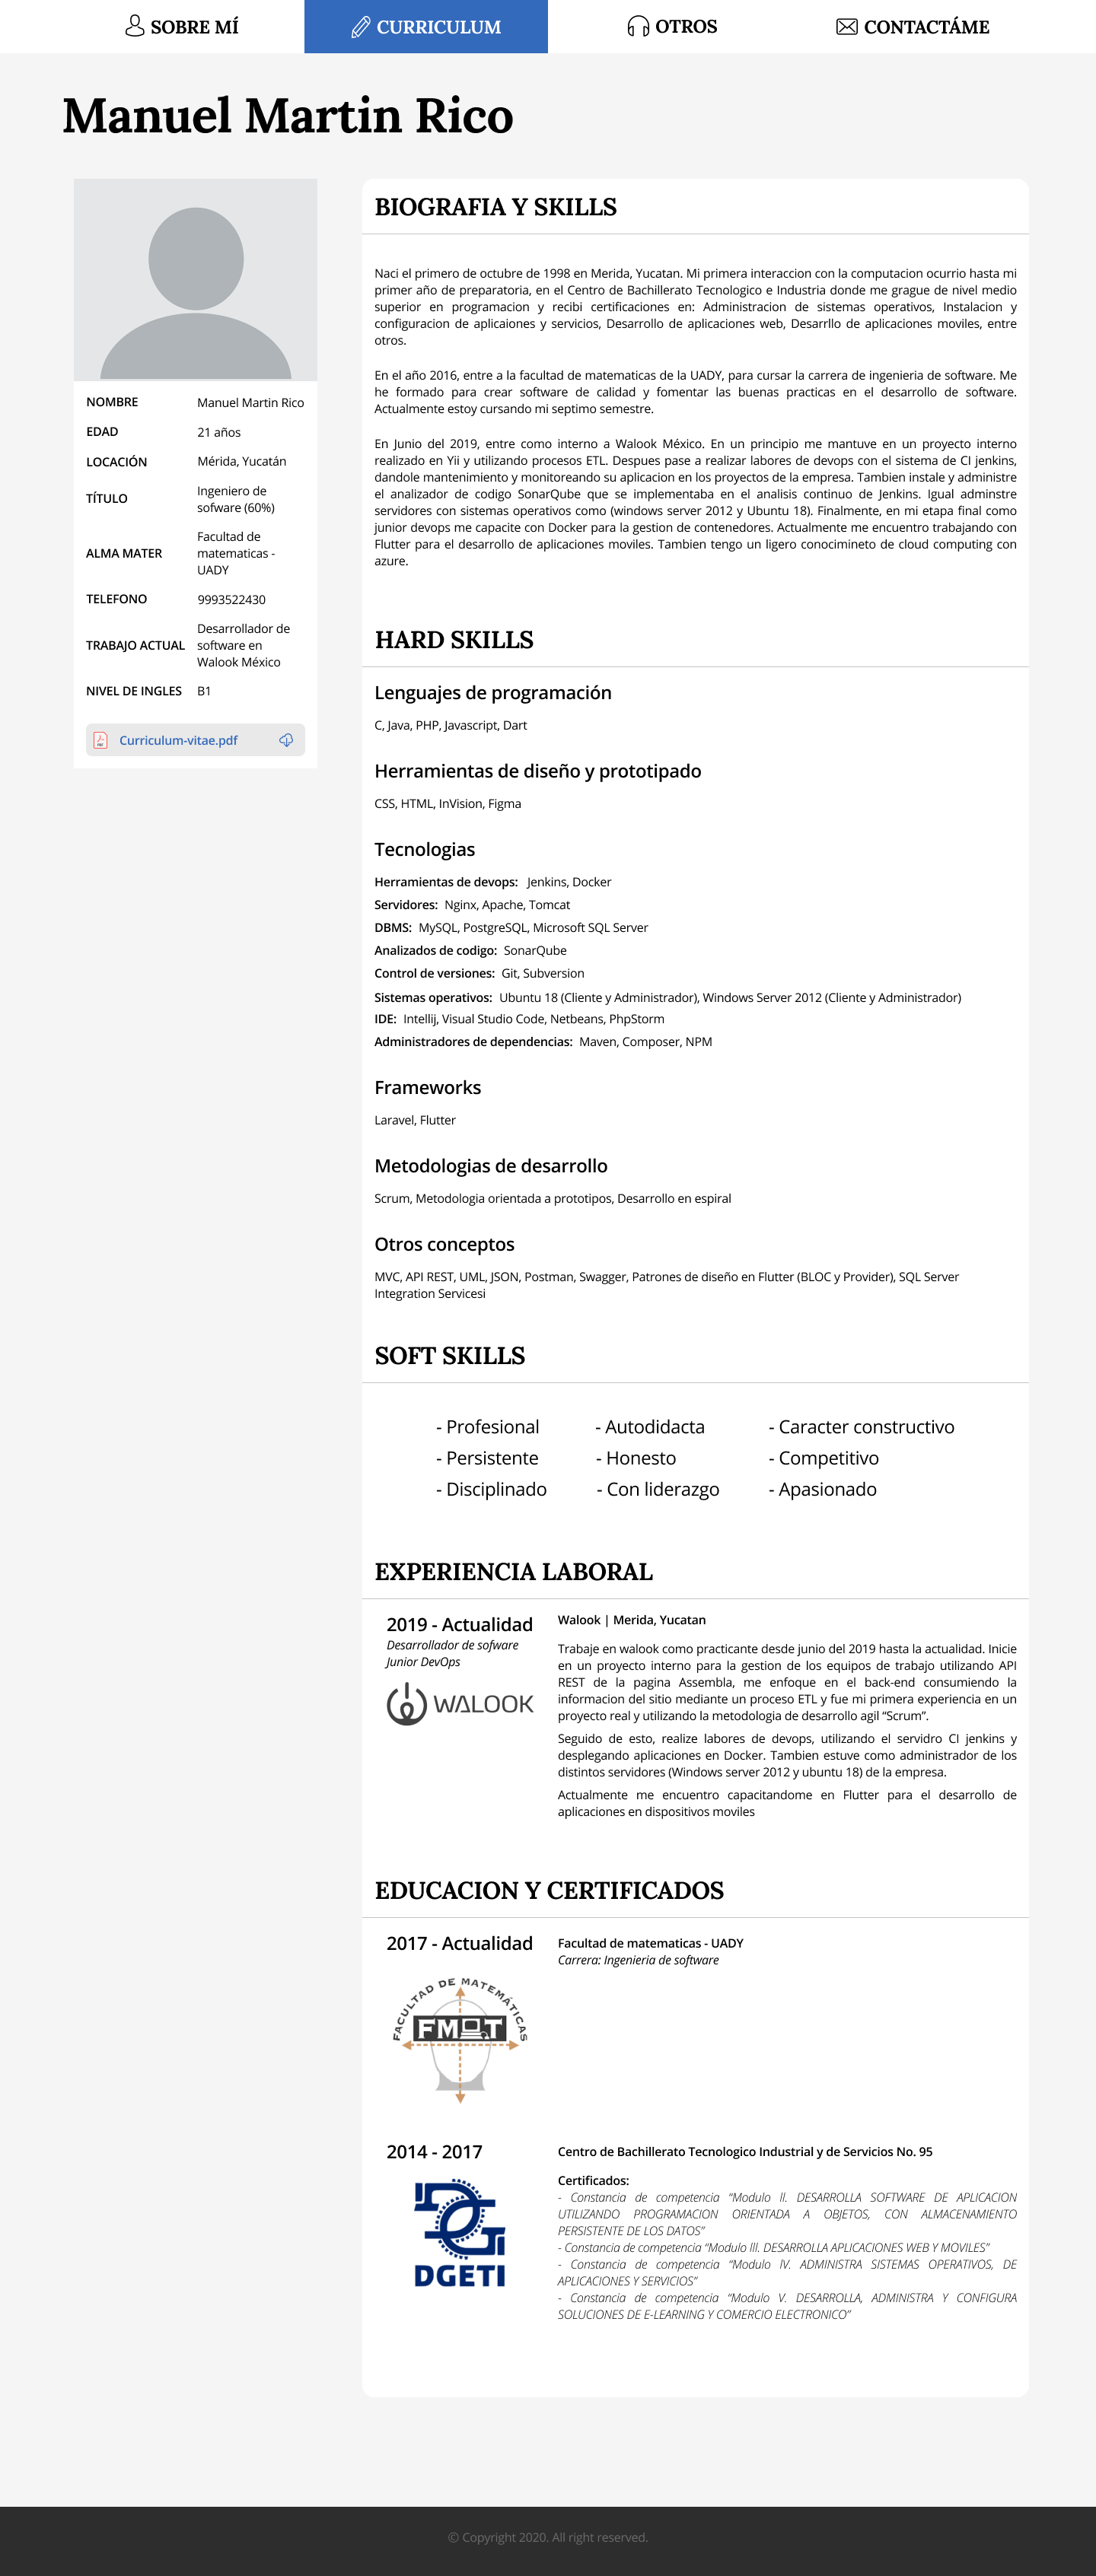 SOBRE MÍ
CURRICULUM
OTROS
CONTACTÁME
Manuel Martin Rico
NOMBRE Manuel Martin Rico
EDAD 21 años
LOCACIÓN Mérida, Yucatán
TÍTULO Ingeniero de
sofware (60%)
ALMA MATER Facultad de
matematicas -
UADY
TELEFONO 9993522430
TRABAJO ACTUAL Desarrollador de
software en
Walook México
NIVEL DE INGLES B1
Curriculum-vitae.pdf
BIOGRAFIA Y SKILLS
Naci el primero de octubre de 1998 en Merida, Yucatan. Mi primera interaccion con la computacion ocurrio hasta mi
primer año de preparatoria, en el Centro de Bachillerato Tecnologico e Industria donde me grague de nivel medio
superior en programacion y recibi certificaciones en: Administracion de sistemas operativos, Instalacion y
configuracion de aplicaiones y servicios, Desarrollo de aplicaciones web, Desarrllo de aplicaciones moviles, entre
otros.
En el año 2016, entre a la facultad de matematicas de la UADY, para cursar la carrera de ingenieria de software. Me
he formado para crear software de calidad y fomentar las buenas practicas en el desarrollo de software.
Actualmente estoy cursando mi septimo semestre.
En Junio del 2019, entre como interno a Walook México. En un principio me mantuve en un proyecto interno
realizado en Yii y utilizando procesos ETL. Despues pase a realizar labores de devops con el sistema de CI jenkins,
dandole mantenimiento y monitoreando su aplicacion en los proyectos de la empresa. Tambien instale y administre
el analizador de codigo SonarQube que se implementaba en el analisis continuo de Jenkins. Igual adminstre
servidores con sistemas operativos como (windows server 2012 y Ubuntu 18). Finalmente, en mi etapa final como
junior devops me capacite con Docker para la gestion de contenedores. Actualmente me encuentro trabajando con
Flutter para el desarrollo de aplicaciones moviles. Tambien tengo un ligero conocimineto de cloud computing con
azure.
HARD SKILLS
Lenguajes de programación
C, Java, PHP, Javascript, Dart
Herramientas de diseño y prototipado
CSS, HTML, InVision, Figma
Tecnologias
Herramientas de devops: Jenkins, Docker
Servidores: Nginx, Apache, Tomcat
DBMS: MySQL, PostgreSQL, Microsoft SQL Server
Analizados de codigo: SonarQube
Control de versiones: Git, Subversion
Sistemas operativos: Ubuntu 18 (Cliente y Administrador), Windows Server 2012 (Cliente y Administrador)
IDE: Intellij, Visual Studio Code, Netbeans, PhpStorm
Administradores de dependencias: Maven, Composer, NPM
Frameworks
Laravel, Flutter
Metodologias de desarrollo
Scrum, Metodologia orientada a prototipos, Desarrollo en espiral
Otros conceptos
MVC, API REST, UML, JSON, Postman, Swagger, Patrones de diseño en Flutter (BLOC y Provider), SQL Server
Integration Servicesi
SOFT SKILLS
- Profesional - Autodidacta - Caracter constructivo
- Persistente - Honesto - Competitivo
- Disciplinado - Con liderazgo - Apasionado
EXPERIENCIA LABORAL
2019 - Actualidad
Desarrollador de sofware
Junior DevOps
WALOOK
Walook | Merida, Yucatan
Trabaje en walook como practicante desde junio del 2019 hasta la actualidad. Inicie
en un proyecto interno para la gestion de los equipos de trabajo utilizando API
REST de la pagina Assembla, me enfoque en el back-end consumiendo la
informacion del sitio mediante un proceso ETL y fue mi primera experiencia en un
proyecto real y utilizando la metodologia de desarrollo agil “Scrum”.
Seguido de esto, realize labores de devops, utilizando el servidro CI jenkins y
desplegando aplicaciones en Docker. Tambien estuve como administrador de los
distintos servidores (Windows server 2012 y ubuntu 18) de la empresa.
Actualmente me encuentro capacitandome en Flutter para el desarrollo de
aplicaciones en dispositivos moviles
EDUCACION Y CERTIFICADOS
2017 - Actualidad
FACULTAD DE MATEMÁTICAS
FMAT
Facultad de matematicas - UADY
Carrera: Ingenieria de software
2014 - 2017
DGETI
Centro de Bachillerato Tecnologico Industrial y de Servicios No. 95
Certificados:
- Constancia de competencia “Modulo II. DESARROLLA SOFTWARE DE APLICACION
UTILIZANDO PROGRAMACION ORIENTADA A OBJETOS, CON ALMACENAMIENTO
PERSISTENTE DE LOS DATOS”
- Constancia de competencia “Modulo III. DESARROLLA APLICACIONES WEB Y MOVILES”
- Constancia de competencia “Modulo IV. ADMINISTRA SISTEMAS OPERATIVOS, DE
APLICACIONES Y SERVICIOS”
- Constancia de competencia “Modulo V. DESARROLLA, ADMINISTRA Y CONFIGURA
SOLUCIONES DE E-LEARNING Y COMERCIO ELECTRONICO”
© Copyright 2020. All right reserved.